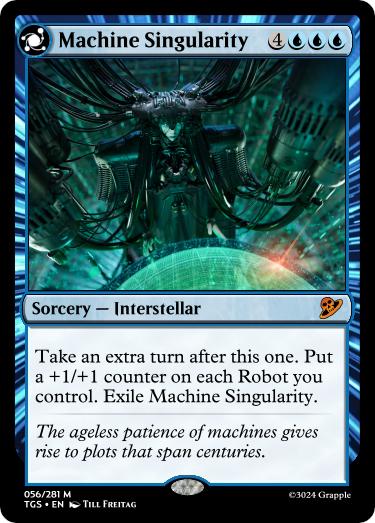 Machine Singularity 4
Sorcery — Interstellar
Take an extra turn after this one. Put
a +1/+1 counter on each Robot you
control. Exile Machine Singularity.
The ageless patience of machines gives
rise to plots that span centuries.
056/281 M
TGS • EN Till Freitag
©3024 Grapple